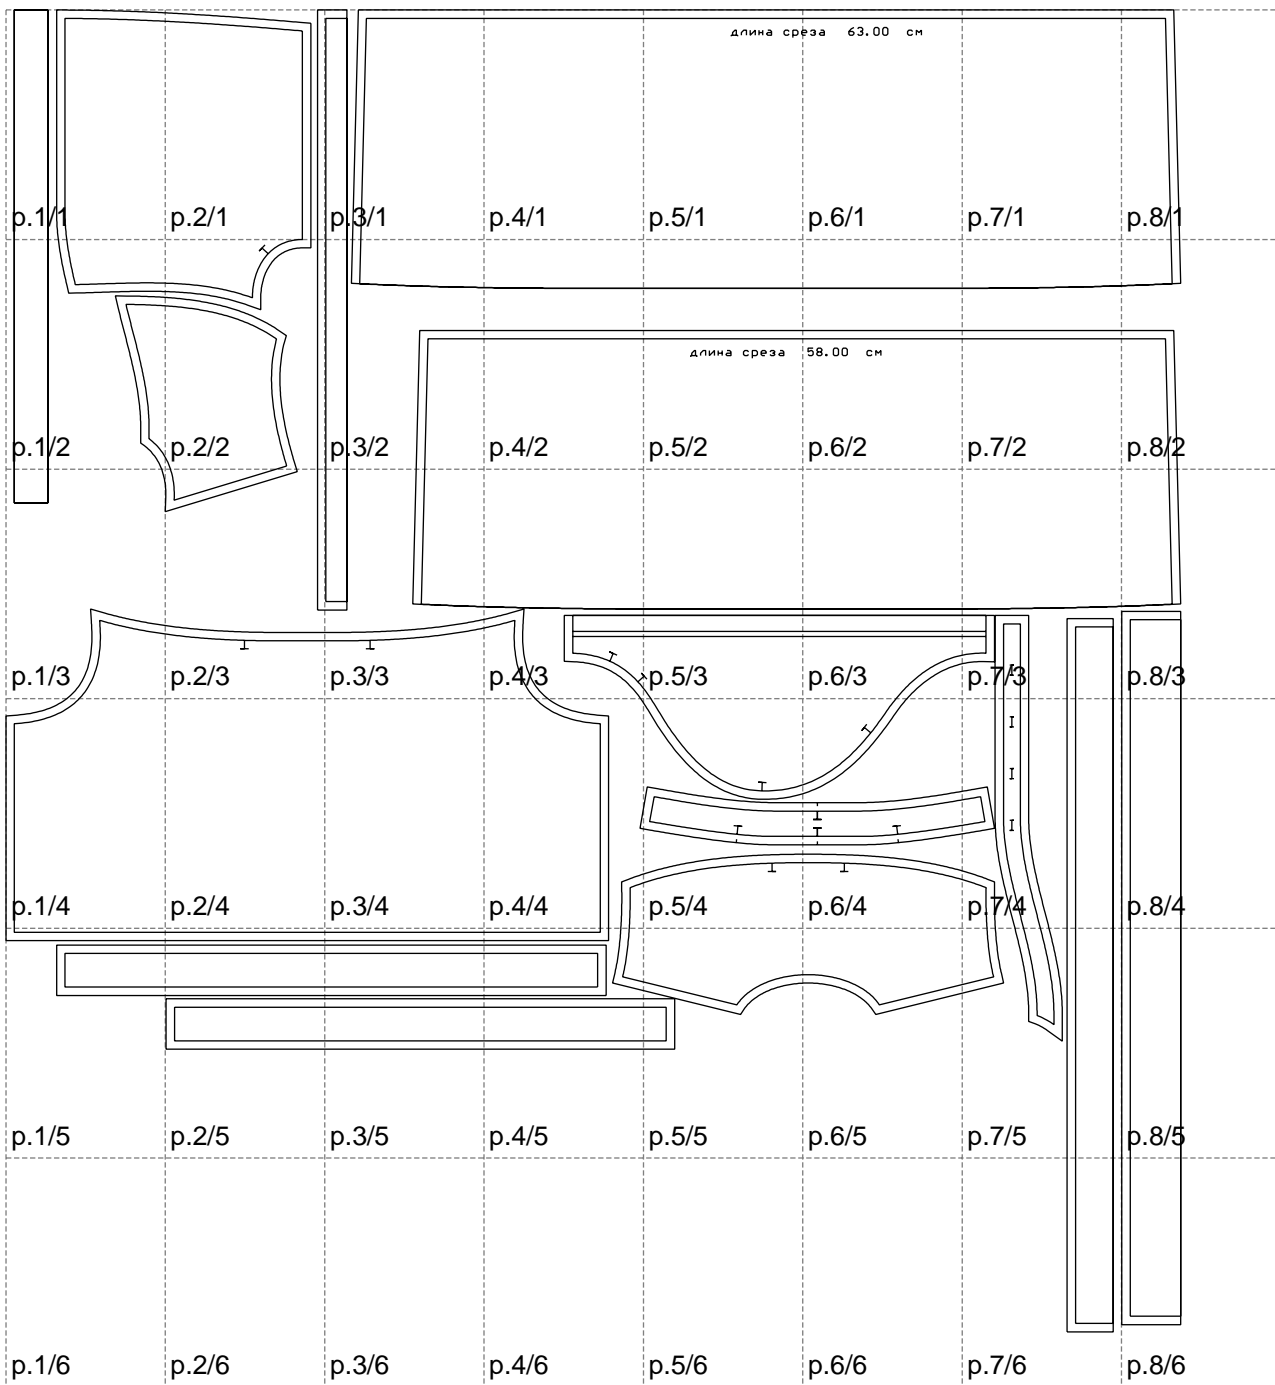 длина среза 63.00 см
p.1/1 p.2/1 p.3/1 p.4/1 p.5/1 p.6/1 p.7/1 p.8/1
длина среза 58.00 см
p.1/2 p.2/2 p.3/2 p.4/2 p.5/2 p.6/2 p.7/2 p.8/2
p.1/3 p.2/3 p.3/3 p.4/3 p.5/3 p.6/3 p.7/3 p.8/3
p.1/4 p.2/4 p.3/4 p.4/4 p.5/4 p.6/4 p.7/4 p.8/4
p.1/5 p.2/5 p.3/5 p.4/5 p.5/5 p.6/5 p.7/5 p.8/5
p.1/6 p.2/6 p.3/6 p.4/6 p.5/6 p.6/6 p.7/6 p.8/6